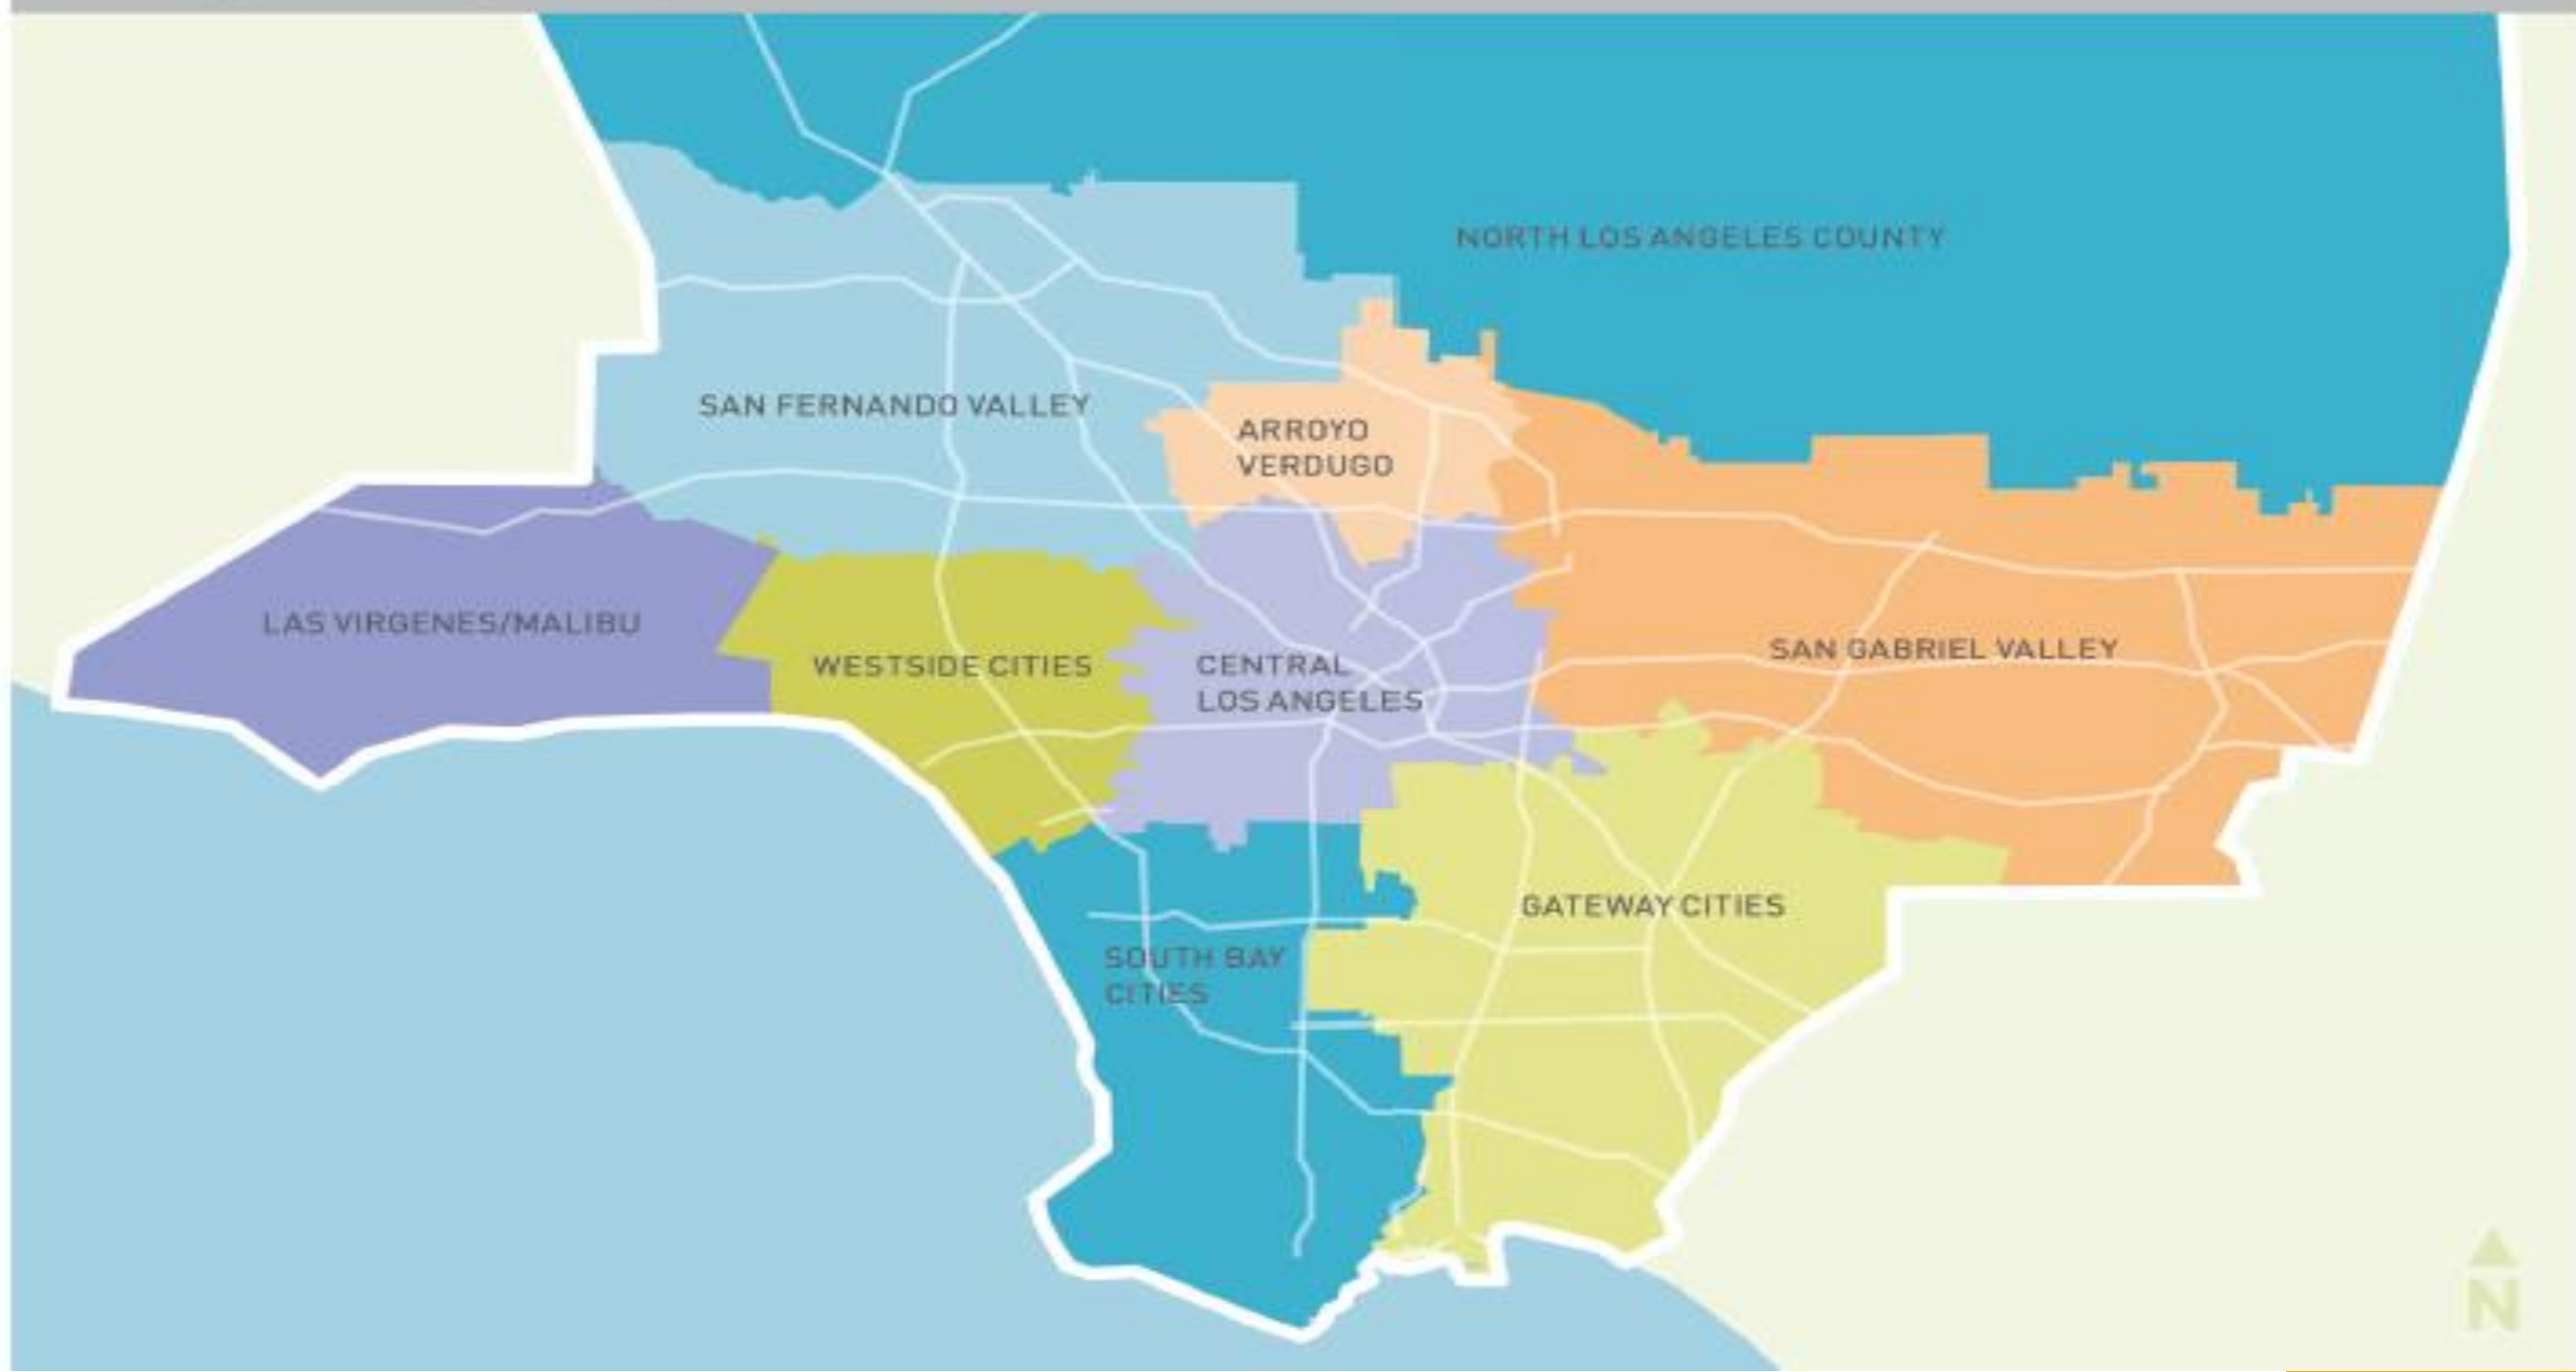 NORTH LOS ANGELES COUNTY
SAN FERNANDO VALLEY
ARROYO
VERDUGO
LAS VIRGENES/MALIBU
WESTSIDE CITIES
CENTRAL
LOS ANGELES
SAN GABRIEL VALLEY
GATEWAY CITIES
SOUTH BAY
CITIES
N